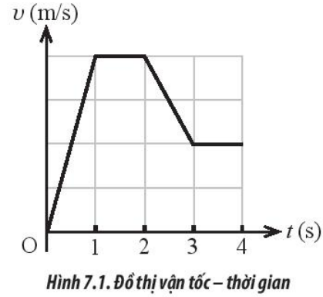 υ (m/s)
O
1 2 3 4
t (s)
Hình 7.1. Đồ thị vận tốc – thời gian